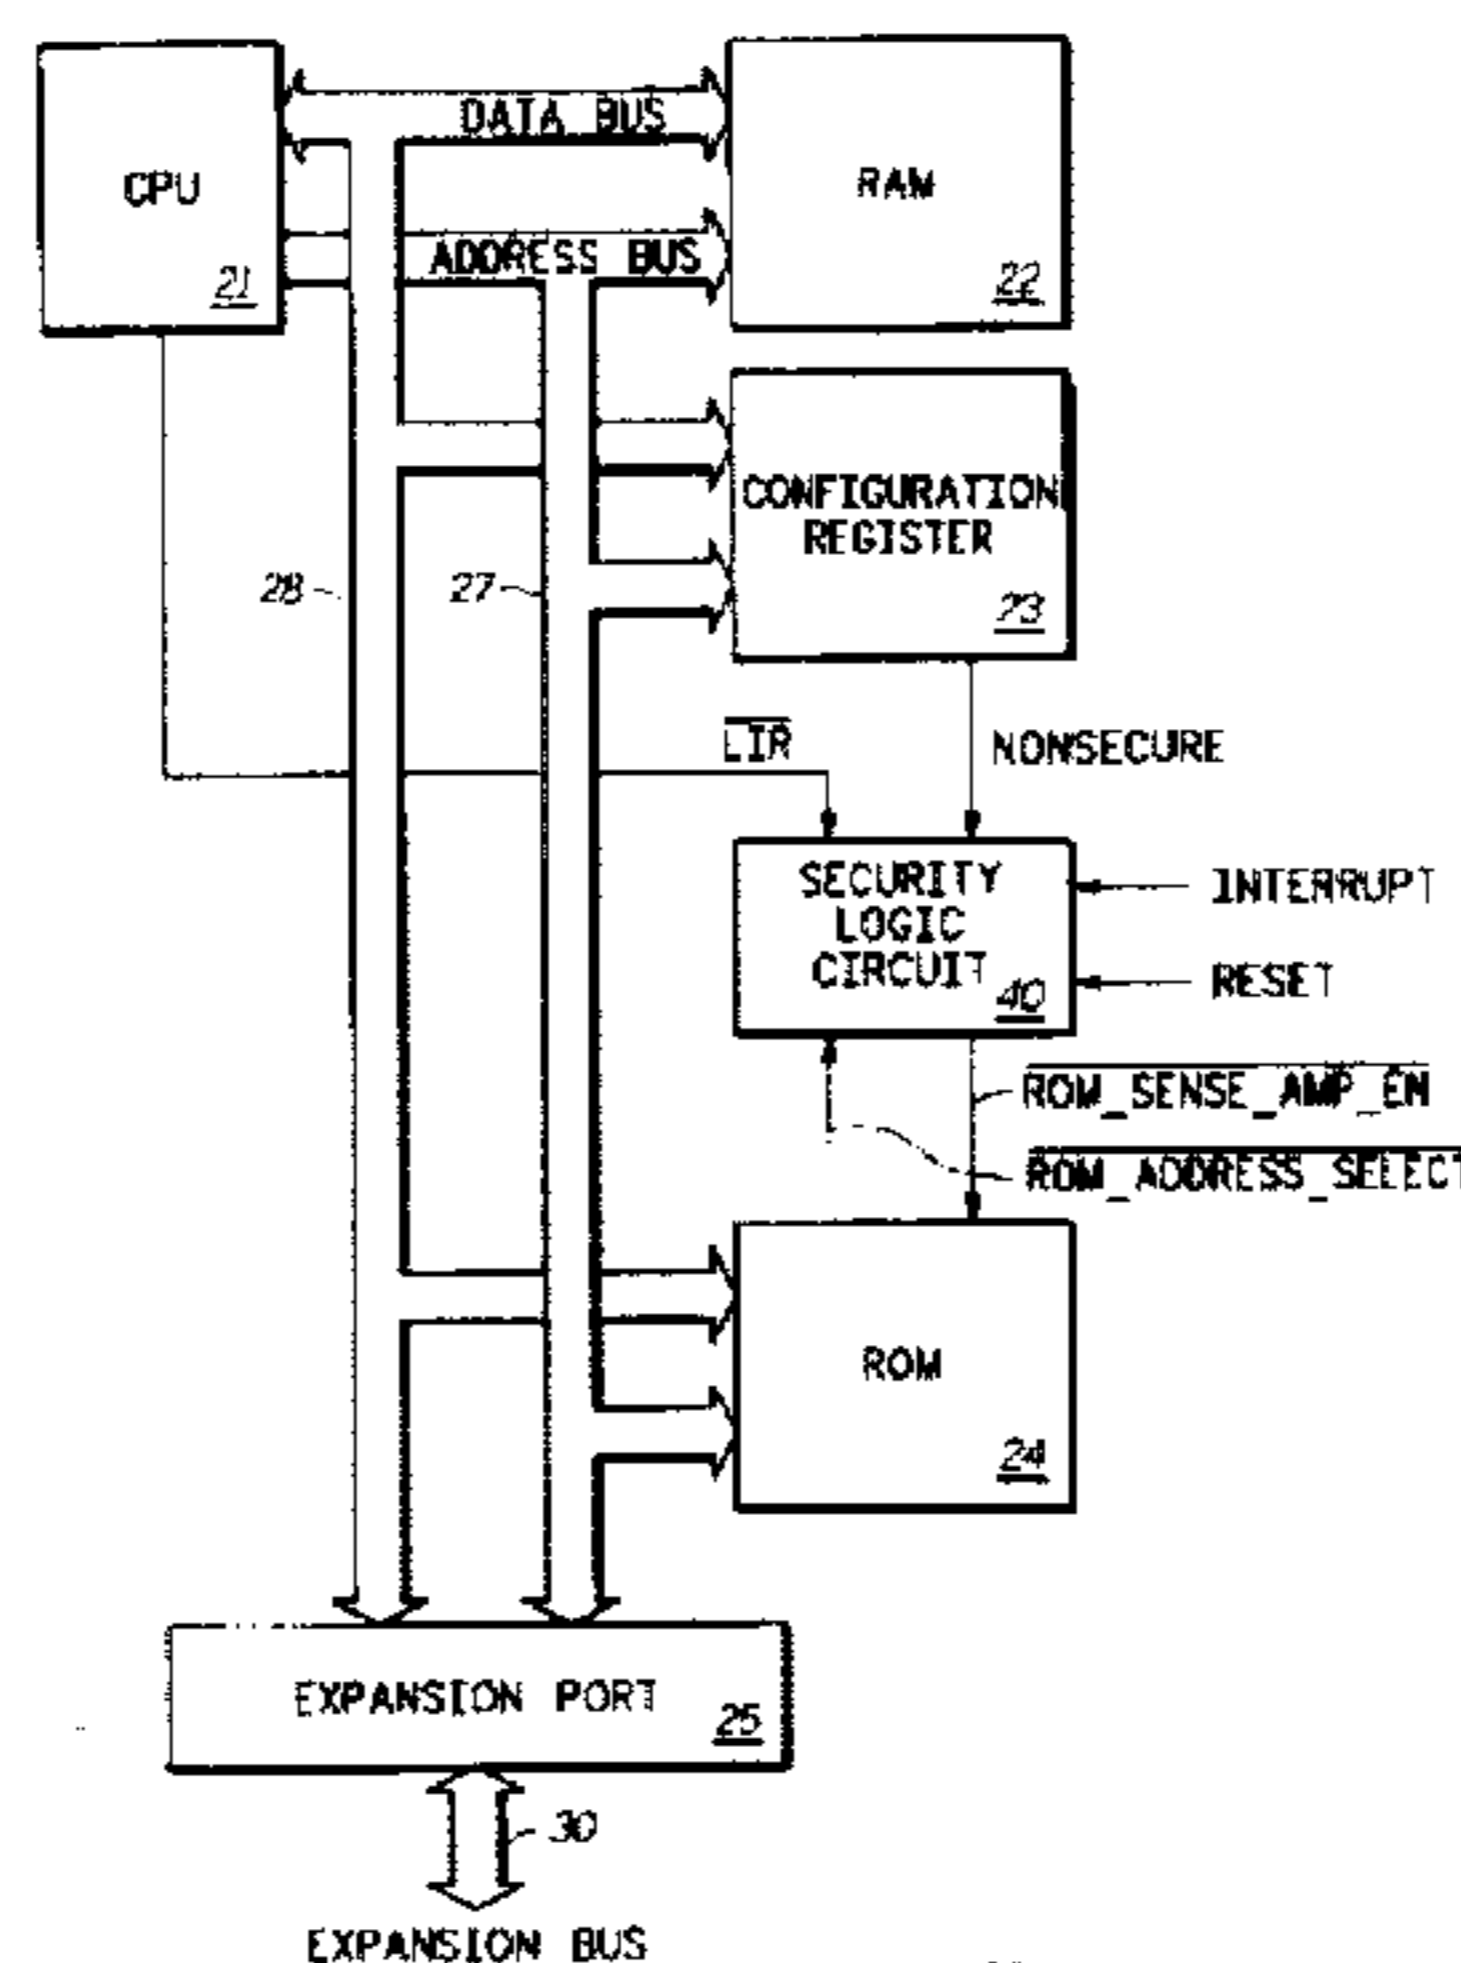 DATA BUS
CPU
RAM
ADDRESS BUS
21
22
CONFIGURATION
REGISTER
28
27
23
LIR
NONSECURE
SECURITY
LOGIC
CIRCUIT
40
INTERRUPT
RESET
ROM_SENSE_AMP_EN
ROM_ADDRESS_SELECT
ROM
24
EXPANSION PORT
25
30
EXPANSION BUS